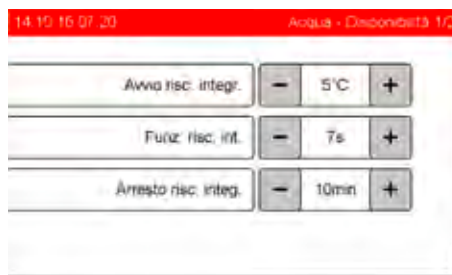 14:19 16.07.20 Acqua - Disponibilità 1/2
Avvio risc. integr. − 5°C +
Funz. risc. int. − 7s +
Arresto risc. integ. − 10min +